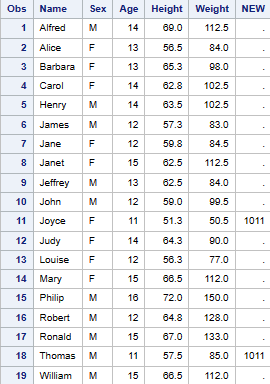 Obs Name Sex Age Height Weight NEW
1 Alfred M 14 69.0 112.5 .
2 Alice F 13 56.5 84.0 .
3 Barbara F 13 65.3 98.0 .
4 Carol F 14 62.8 102.5 .
5 Henry M 14 63.5 102.5 .
6 James M 12 57.3 83.0 .
7 Jane F 12 59.8 84.5 .
8 Janet F 15 62.5 112.5 .
9 Jeffrey M 13 62.5 84.0 .
10 John M 12 59.0 99.5 .
11 Joyce F 11 51.3 50.5 1011
12 Judy F 14 64.3 90.0 .
13 Louise F 12 56.3 77.0 .
14 Mary F 15 66.5 112.0 .
15 Philip M 16 72.0 150.0 .
16 Robert M 12 64.8 128.0 .
17 Ronald M 15 67.0 133.0 .
18 Thomas M 11 57.5 85.0 1011
19 William M 15 66.5 112.0 .